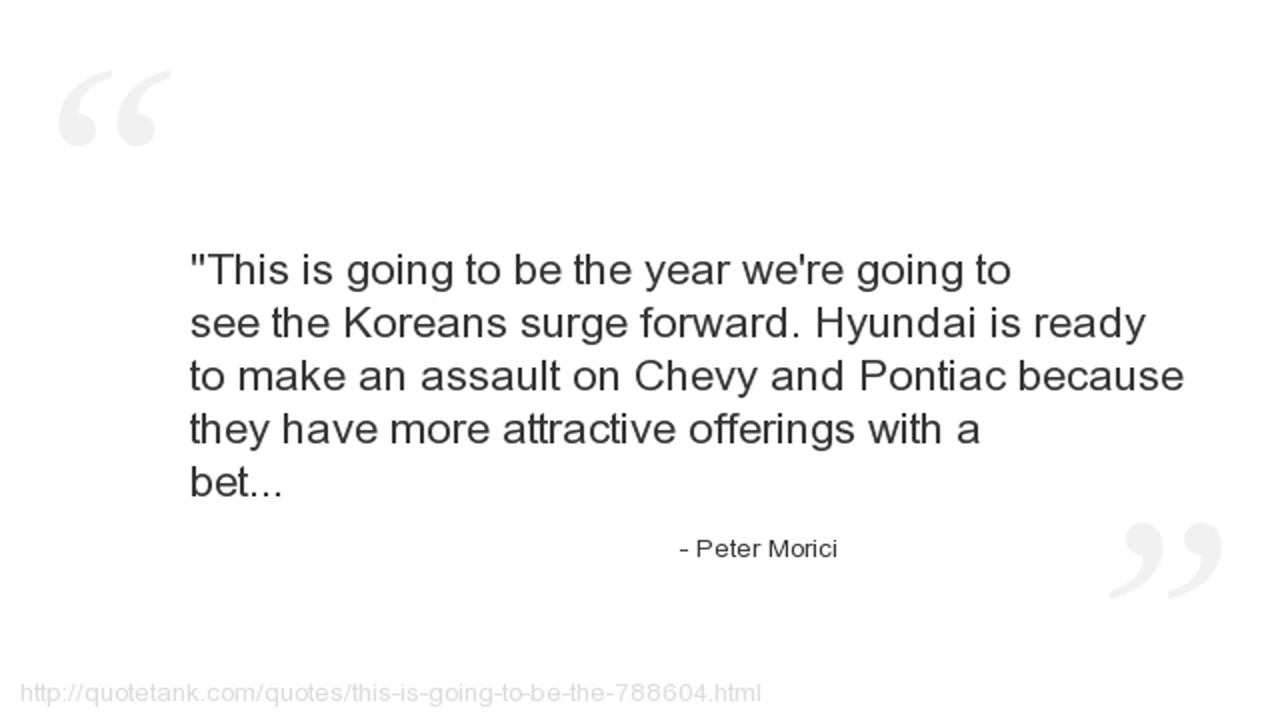 "This is going to be the year we're going to
see the Koreans surge forward. Hyundai is ready
to make an assault on Chevy and Pontiac because
they have more attractive offerings with a
bet...
- Peter Morici
http://quotetank.com/quotes/this-is-going-to-be-the-788604.html